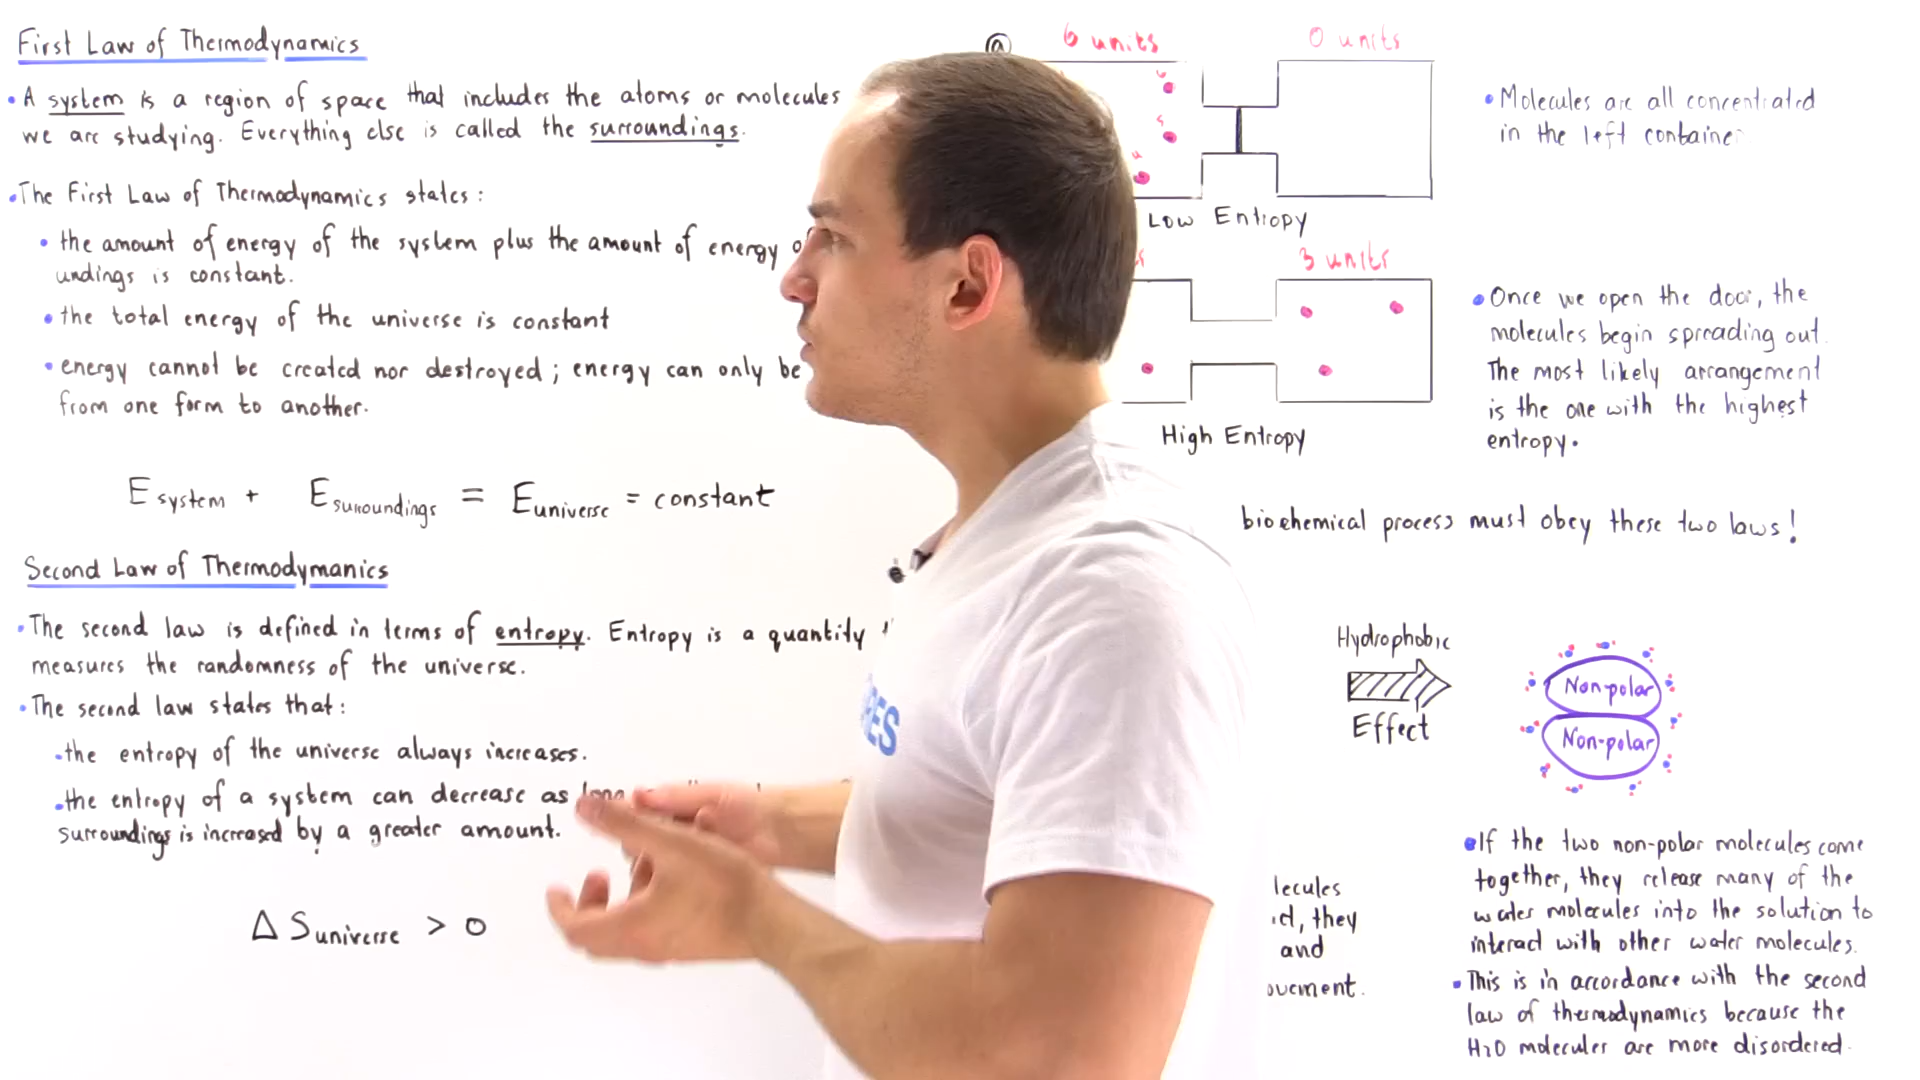 First Law of Thermodynamics
• A system is a region of space that includes the atoms or molecules
we are studying. Everything else is called the surroundings.
• The First Law of Thermodynamics states:
• the amount of energy of the system plus the amount of energy
undings is constant.
• the total energy of the universe is constant
• energy cannot be created nor destroyed; energy can only be
from one form to another.
E system + E surroundings = E universe = constant
Second Law of Thermodymanics
• The second law is defined in terms of entropy. Entropy is a quantity
measures the randomness of the universe.
• The second law states that:
• the entropy of the universe always increases.
• the entropy of a system can decrease as long
surroundings is increased by a greater amount.
Δ S universe > 0
ⓐ 6 units 0 units
Low Entropy
• Molecules are all concentrated
in the left container
3 units
High Entropy
• Once we open the door, the
molecules begin spreading out.
The most likely arrangement
is the one with the highest
entropy.
biochemical process must obey these two laws!
Hydrophobic
Effect
Non-polar
Non-polar
lecules
they
and
ovement.
• If the two non-polar molecules come
together, they release many of the
water molecules into the solution to
interact with other water molecules.
• This is in accordance with the second
law of thermodynamics because the
H2O molecules are more disordered.